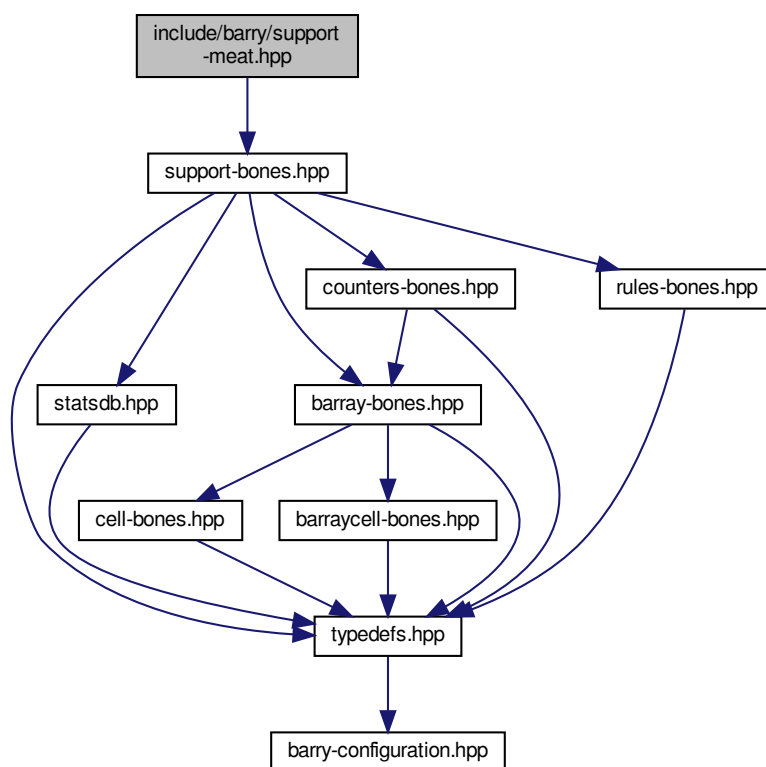 include/barry/support
-meat.hpp
support-bones.hpp
counters-bones.hpp
rules-bones.hpp
statsdb.hpp
barray-bones.hpp
cell-bones.hpp
barraycell-bones.hpp
typedefs.hpp
barry-configuration.hpp